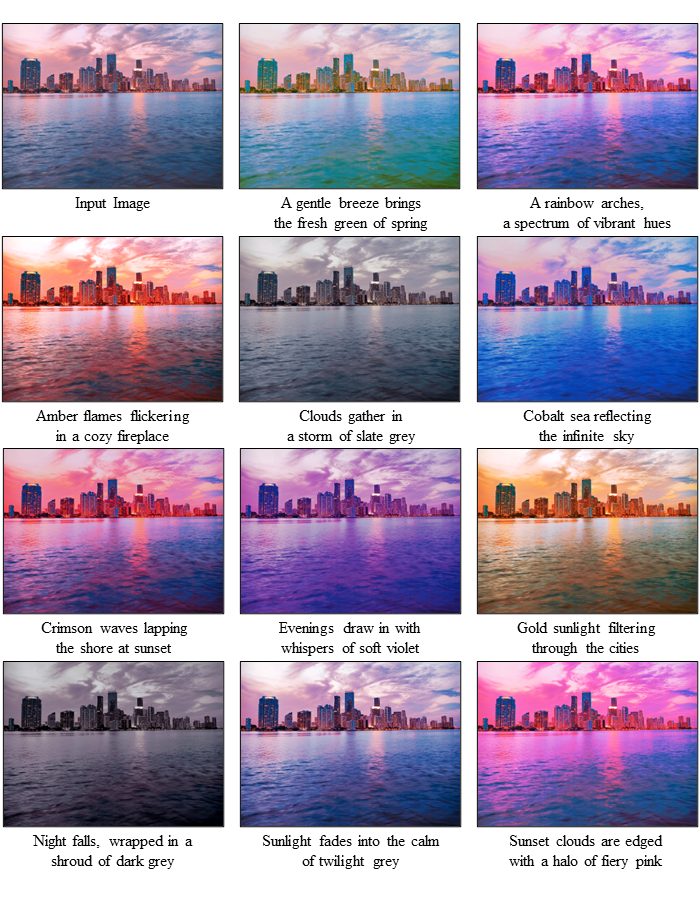 Input Image
A gentle breeze brings
the fresh green of spring
A rainbow arches,
a spectrum of vibrant hues
Amber flames flickering
in a cozy fireplace
Clouds gather in
a storm of slate grey
Cobalt sea reflecting
the infinite sky
Crimson waves lapping
the shore at sunset
Evenings draw in with
whispers of soft violet
Gold sunlight filtering
through the cities
Night falls, wrapped in a
shroud of dark grey
Sunlight fades into the calm
of twilight grey
Sunset clouds are edged
with a halo of fiery pink